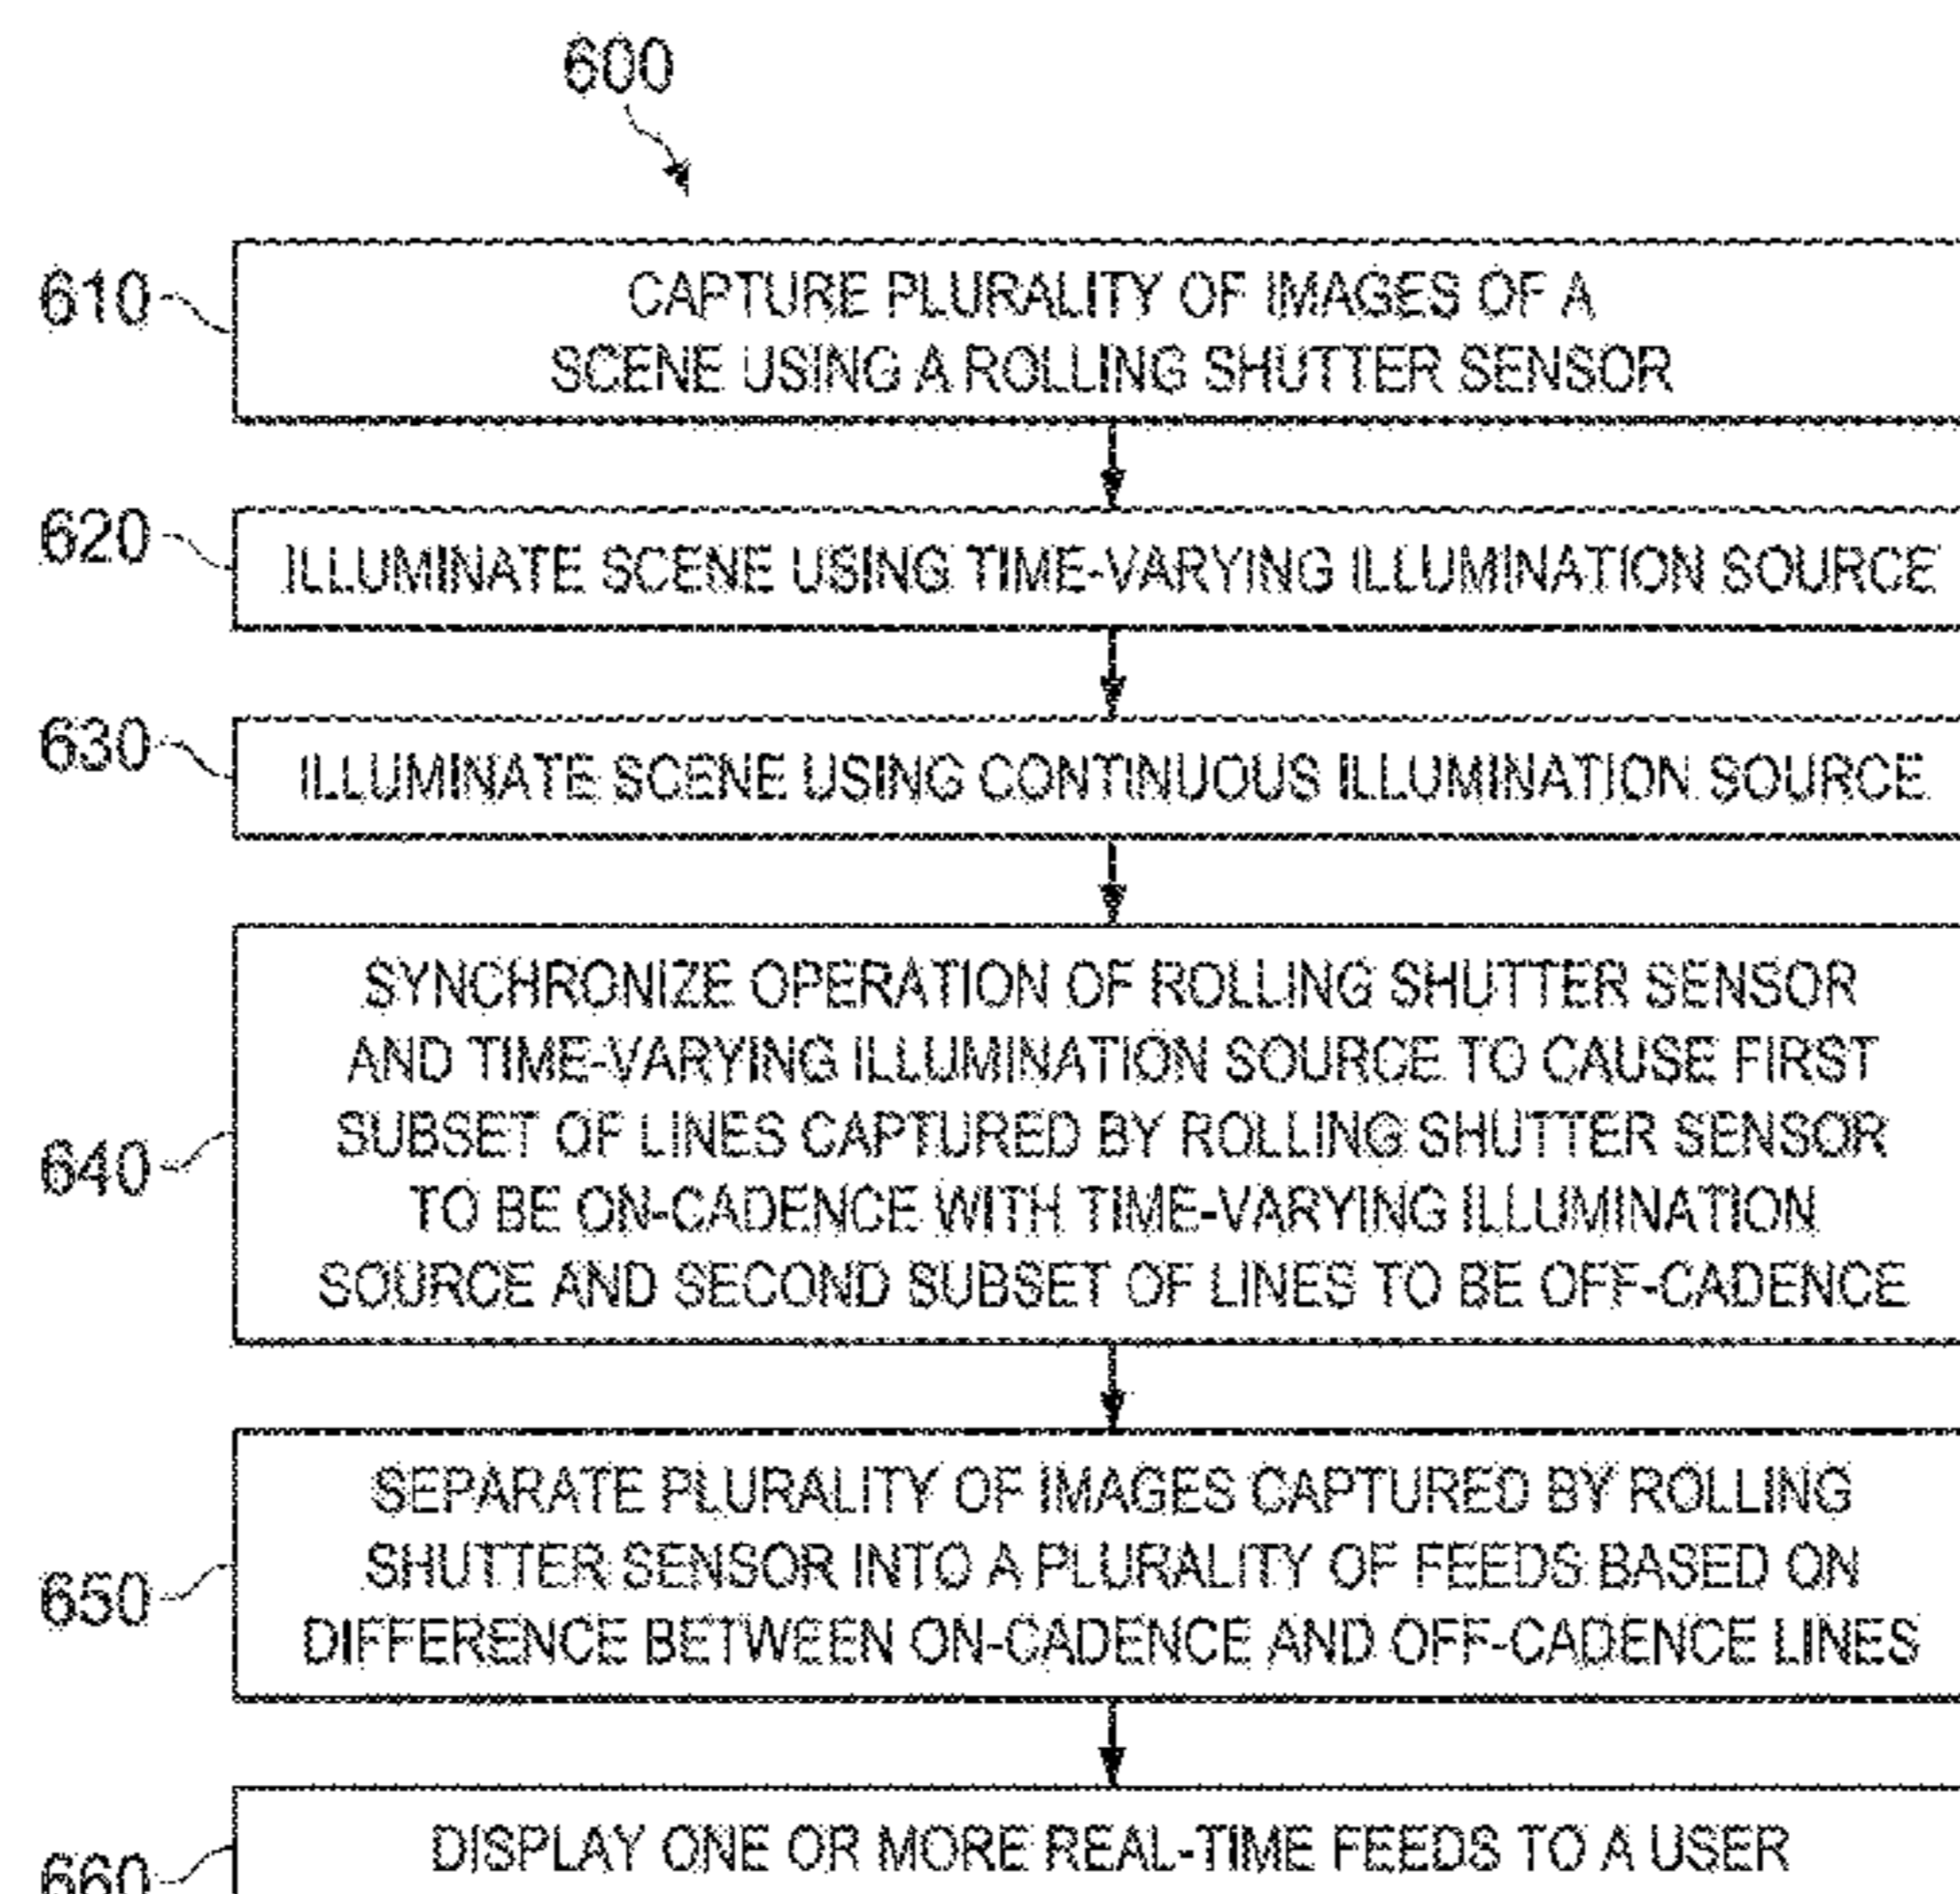 600
610
CAPTURE PLURALITY OF IMAGES OF A
SCENE USING A ROLLING SHUTTER SENSOR
620
ILLUMINATE SCENE USING TIME-VARYING ILLUMINATION SOURCE
630
ILLUMINATE SCENE USING CONTINUOUS ILLUMINATION SOURCE
640
SYNCHRONIZE OPERATION OF ROLLING SHUTTER SENSOR
AND TIME-VARYING ILLUMINATION SOURCE TO CAUSE FIRST
SUBSET OF LINES CAPTURED BY ROLLING SHUTTER SENSOR
TO BE ON-CADENCE WITH TIME-VARYING ILLUMINATION
SOURCE AND SECOND SUBSET OF LINES TO BE OFF-CADENCE
650
SEPARATE PLURALITY OF IMAGES CAPTURED BY ROLLING
SHUTTER SENSOR INTO A PLURALITY OF FEEDS BASED ON
DIFFERENCE BETWEEN ON-CADENCE AND OFF-CADENCE LINES
660
DISPLAY ONE OR MORE REAL-TIME FEEDS TO A USER